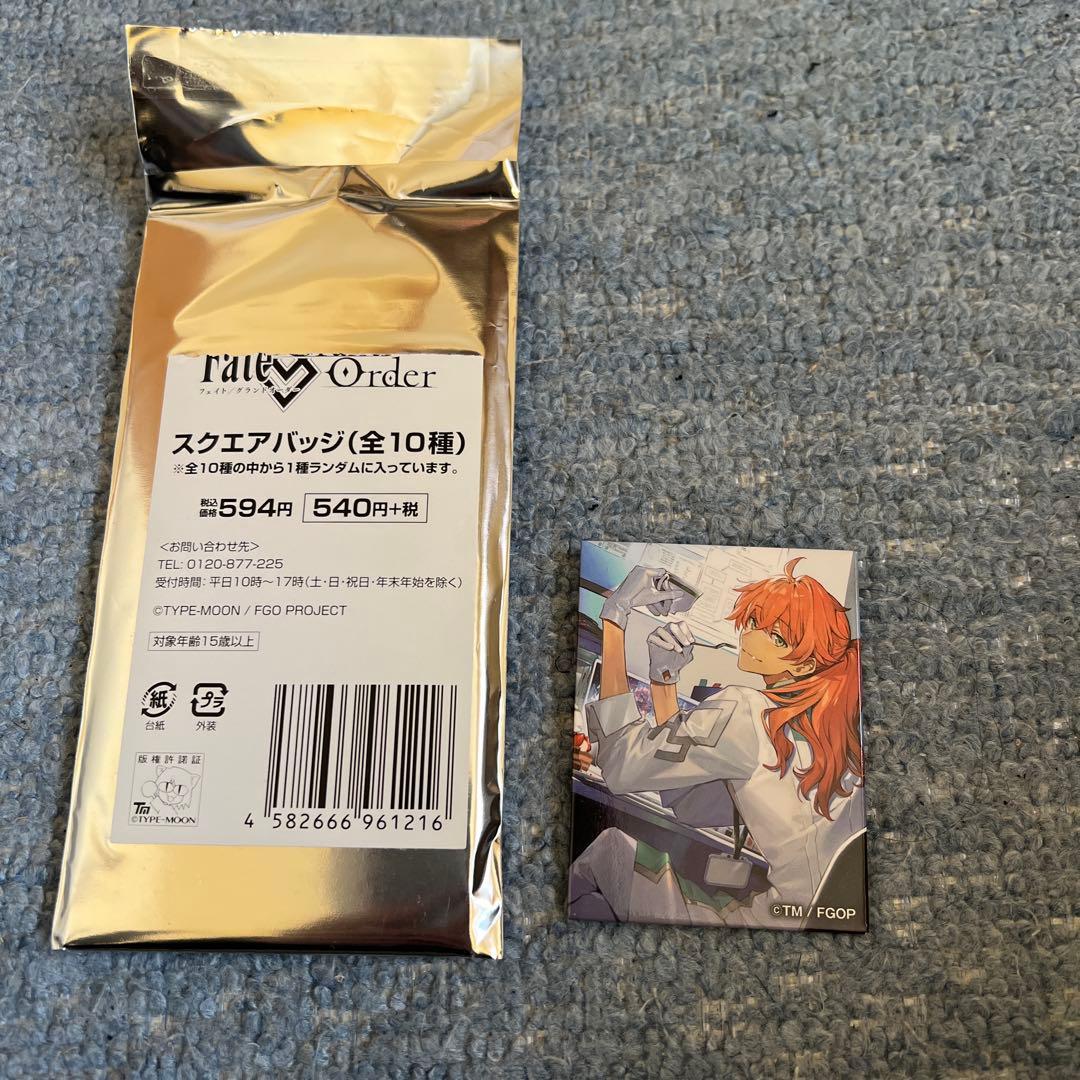 Fate
Order
フェイト/グランドオーダー
スクエアバッジ(全10種)
※全10種の中から1種ランダムに入っています。
税込価格594円 540円+税
<お問い合わせ先>
TEL: 0120-877-225
受付時間: 平日10時~17時(土・日・祝日・年末年始を除く)
©TYPE-MOON / FGO PROJECT
対象年齢15歳以上
紙 プラ
台紙 外装
版権許諾証
TM
©TYPE-MOON
4 582666 961216
©TM / FGOP